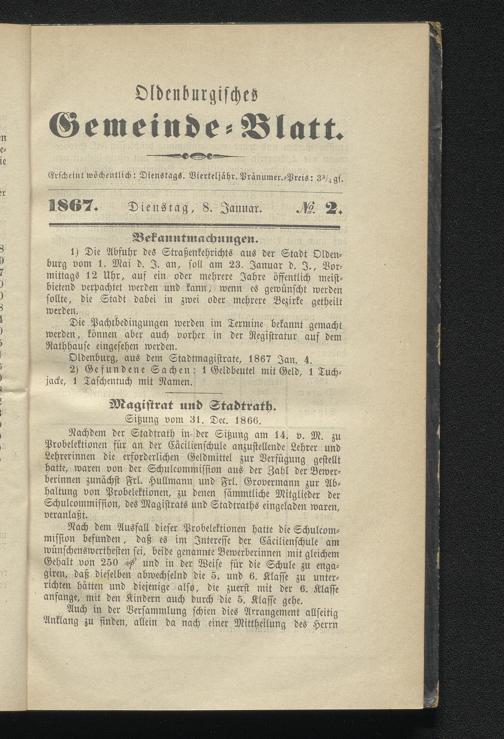 Oldenburgisches
Gemeinde-Blatt.
Erscheint wöchentlich: Dienstags. Vierteljähr. Pränumer.-Preis: 3¾ gſ.
1867. Dienstag, 8. Januar. № 2.
Bekanntmachungen.
1) Die Abfuhr des Straßenkehrichts aus der Stadt Olden-
burg vom 1. Mai d. J. an, soll am 23. Januar d. J., Vor-
mittags 12 Uhr, auf ein oder mehrere Jahre öffentlich meist-
bietend verpachtet werden und kann, wenn es gewünscht werden
sollte, die Stadt dabei in zwei oder mehrere Bezirke getheilt
werden.
Die Pachtbedingungen werden im Termine bekannt gemacht
werden, können aber auch vorher in der Registratur auf dem
Rathhause eingesehen werden.
Oldenburg, aus dem Stadtmagistrate, 1867 Jan. 4.
2) Gefundene Sachen: 1 Geldbeutel mit Geld, 1 Tuch-
jacke, 1 Taschentuch mit Namen.
Magistrat und Stadtrath.
Sitzung vom 31. Dec. 1866.
Nachdem der Stadtrath in der Sitzung am 14. v. M. zu
Probelektionen für an der Cäcilienschule anzustellende Lehrer und
Lehrerinnen die erforderlichen Geldmittel zur Verfügung gestellt
hatte, waren von der Schulcommission aus der Zahl der Bewer-
berinnen zunächst Frl. Hullmann und Frl. Grovermann zur Ab-
haltung von Probelektionen, zu denen sämmtliche Mitglieder der
Schulcommission, des Magistrats und Stadtraths eingeladen waren,
veranlaßt.
Nach dem Ausfall dieser Probelektionen hatte die Schulcom-
mission befunden, daß es im Interesse der Cäcilienschule am
wünschenswerthesten sei, beide genannte Bewerberinnen mit gleichem
Gehalt von 250 ₰ und in der Weise für die Schule zu enga-
giren, daß dieselben abwechselnd die 5. und 6. Klasse zu unter-
richten hätten und diejenige also, die zuerst mit der 6. Klasse
anfange, mit den Kindern auch durch die 5. Klasse gehe.
Auch in der Versammlung schien dies Arrangement allseitig
Anklang zu finden, allein da nach einer Mittheilung des Herrn